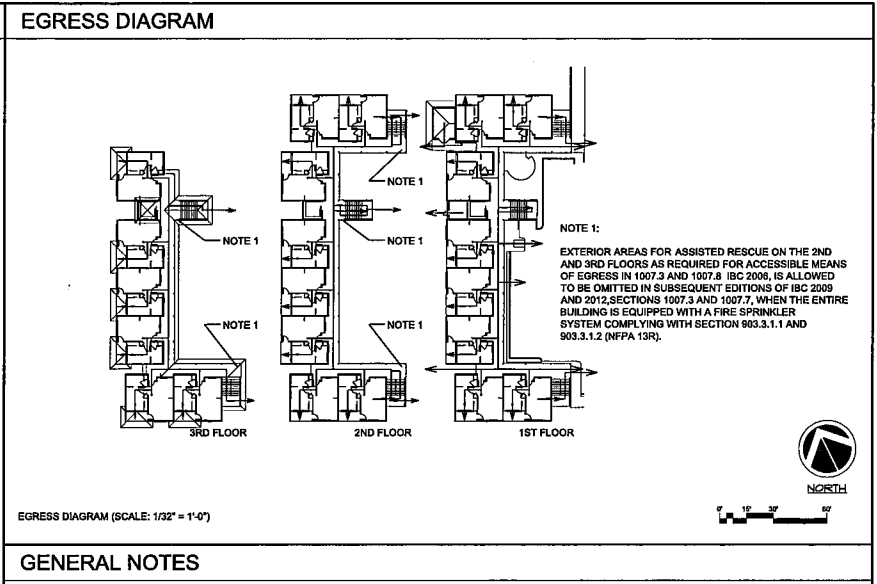 EGRESS DIAGRAM
NOTE 1
NOTE 1
NOTE 1
NOTE 1
NOTE 1
3RD FLOOR
2ND FLOOR
1ST FLOOR
NOTE 1:
EXTERIOR AREAS FOR ASSISTED RESCUE ON THE 2ND
AND 3RD FLOORS AS REQUIRED FOR ACCESSIBLE MEANS
OF EGRESS IN 1007.3 AND 1007.8 IBC 2006, IS ALLOWED
TO BE OMITTED IN SUBSEQUENT EDITIONS OF IBC 2009
AND 2012,SECTIONS 1007.3 AND 1007.7, WHEN THE ENTIRE
BUILDING IS EQUIPPED WITH A FIRE SPRINKLER
SYSTEM COMPLYING WITH SECTION 903.3.1.1 AND
903.3.1.2 (NFPA 13R).
NORTH
EGRESS DIAGRAM (SCALE: 1/32" = 1'-0")
0' 15' 30' 60'
GENERAL NOTES